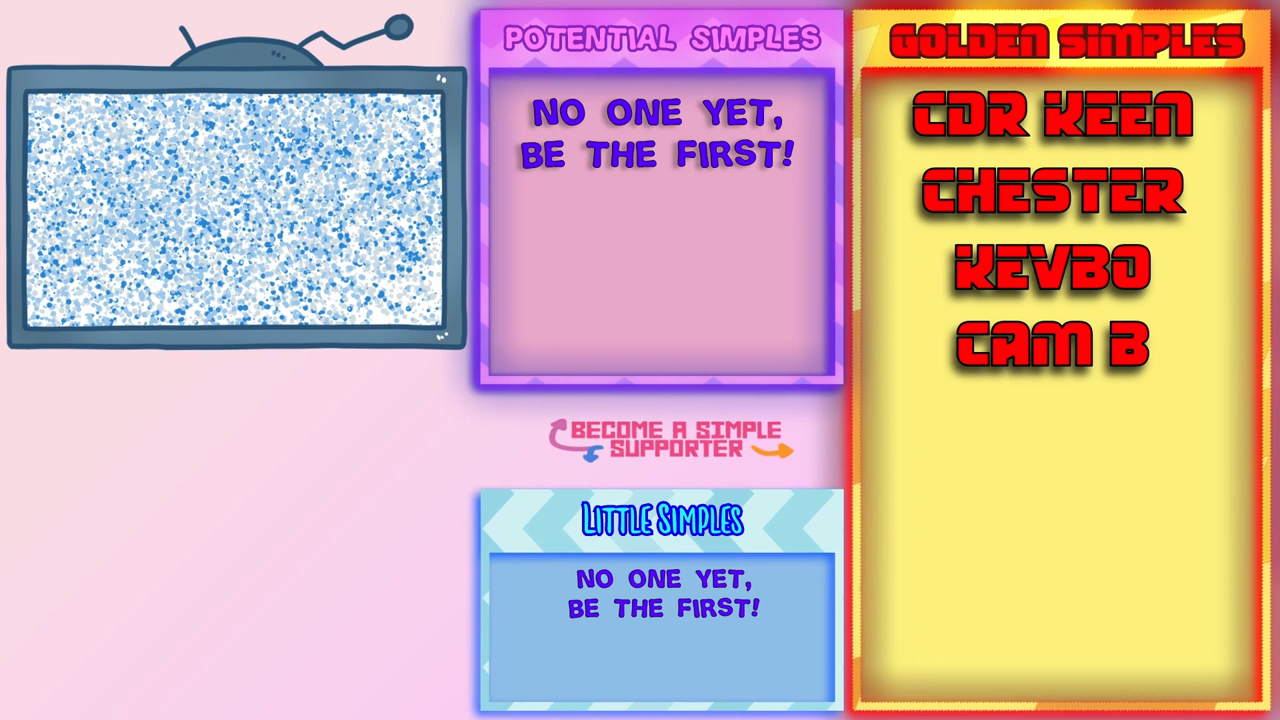 POTENTIAL SIMPLES
NO ONE YET,
BE THE FIRST!
BECOME A SIMPLE
SUPPORTER
LITTLE SIMPLES
NO ONE YET,
BE THE FIRST!
GOLDEN SIMPLES
CDR KEEN
CHESTER
KEVBO
CAM B